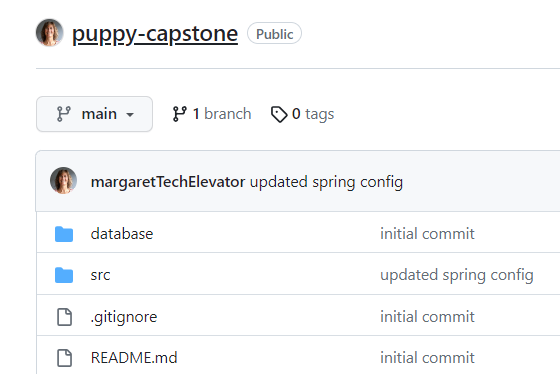 puppy-capstone Public
main 1 branch 0 tags
margaretTechElevator updated spring config
database initial commit
src updated spring config
.gitignore initial commit
README.md initial commit